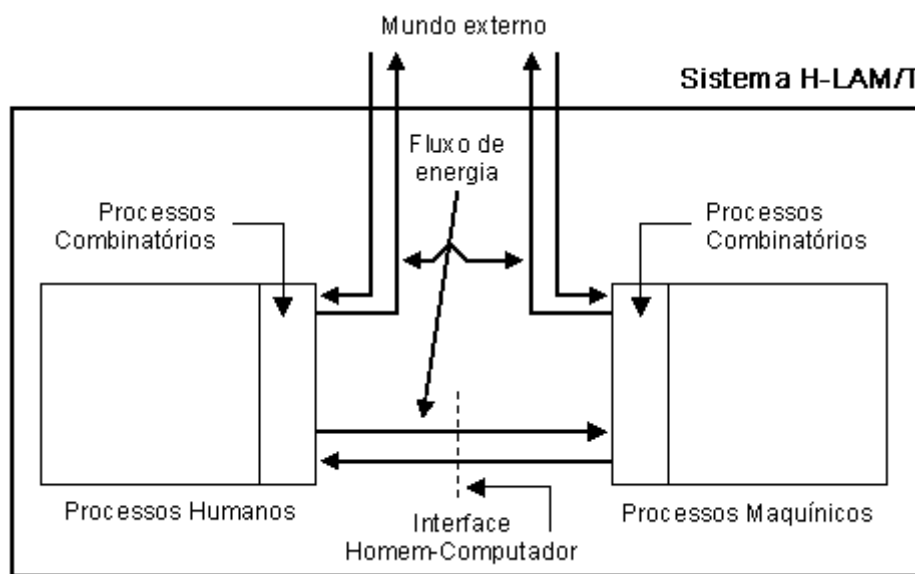 Mundo externo
Sistema H-LAM/T
Fluxo de
energia
Processos
Combinatórios
Processos
Combinatórios
Processos Humanos
Interface
Homem-Computador
Processos Maquínicos